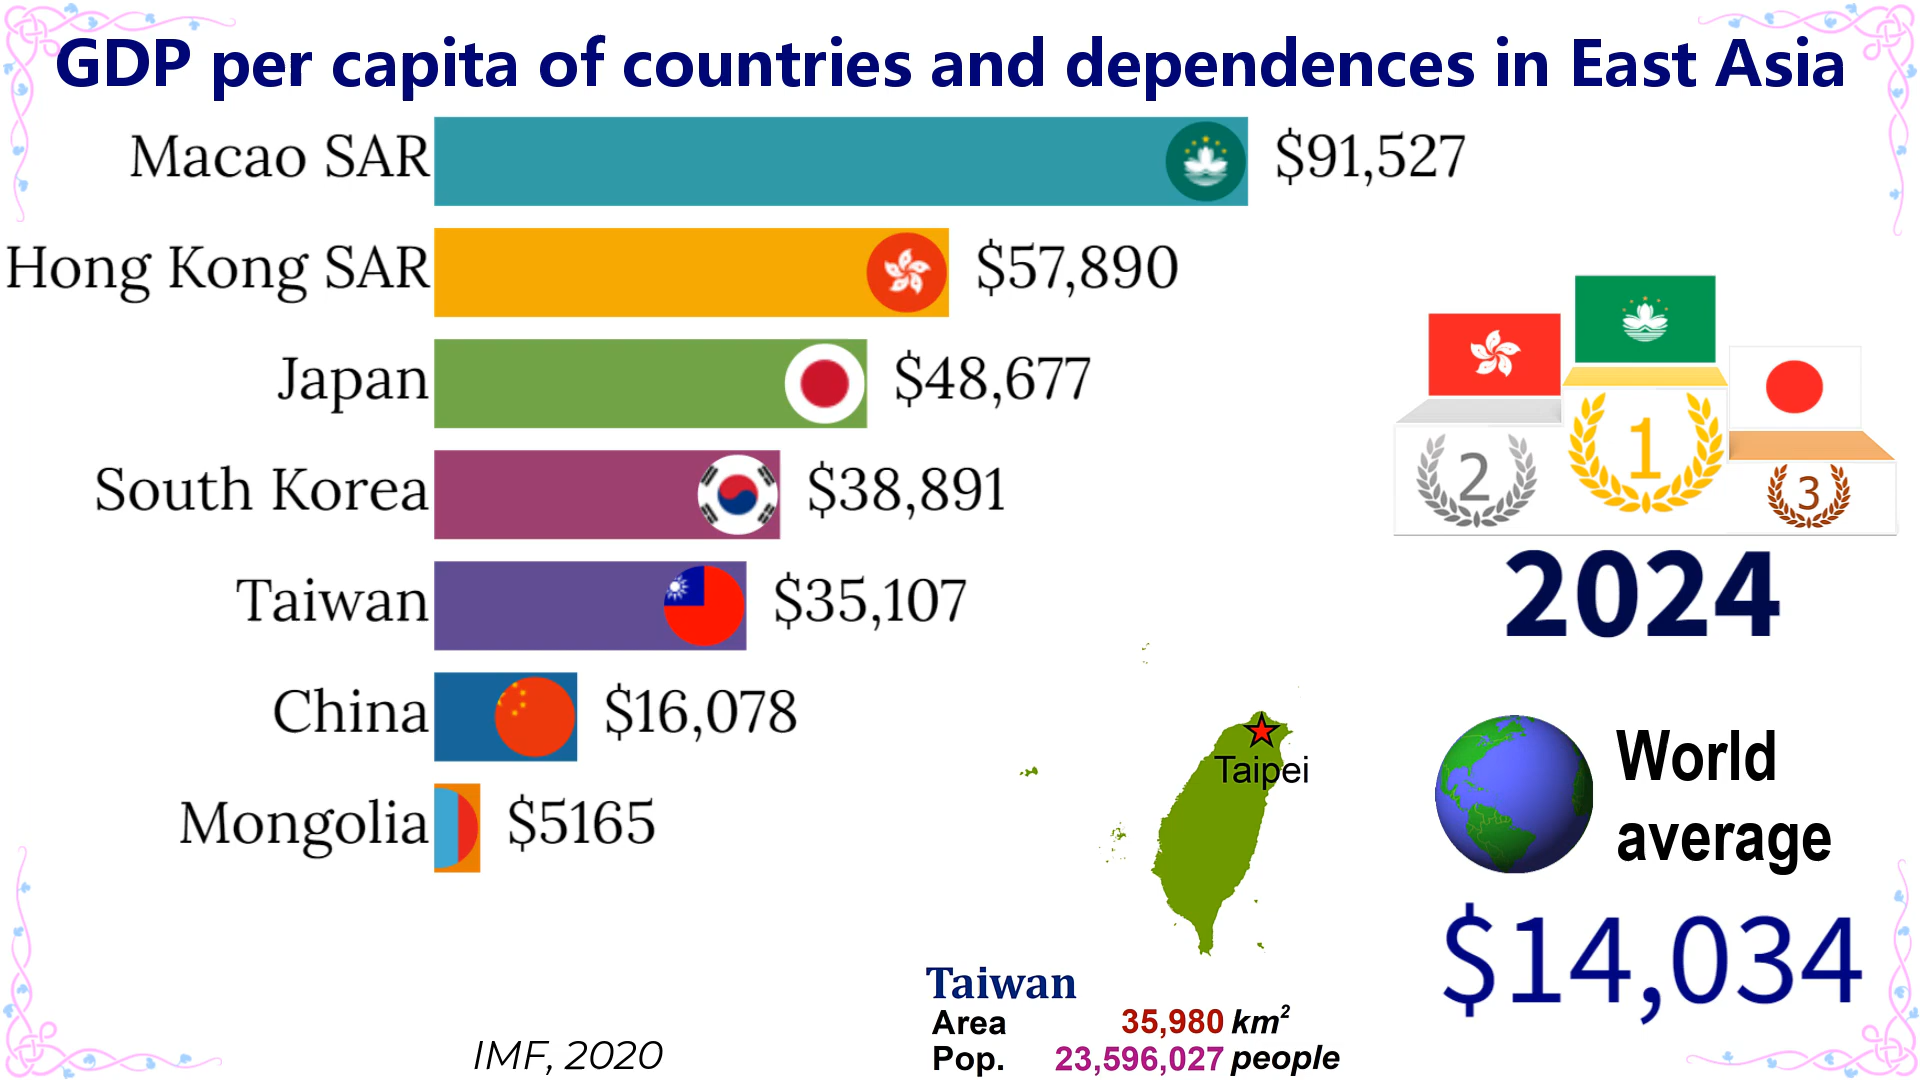 GDP per capita of countries and dependences in East Asia
Macao SAR $91,527
Hong Kong SAR $57,890
Japan $48,677
South Korea $38,891
Taiwan $35,107
China $16,078
Mongolia $5165
2 1 3
2024
World
average
$14,034
Taipei
Taiwan
Area 35,980 km²
Pop. 23,596,027 people
IMF, 2020